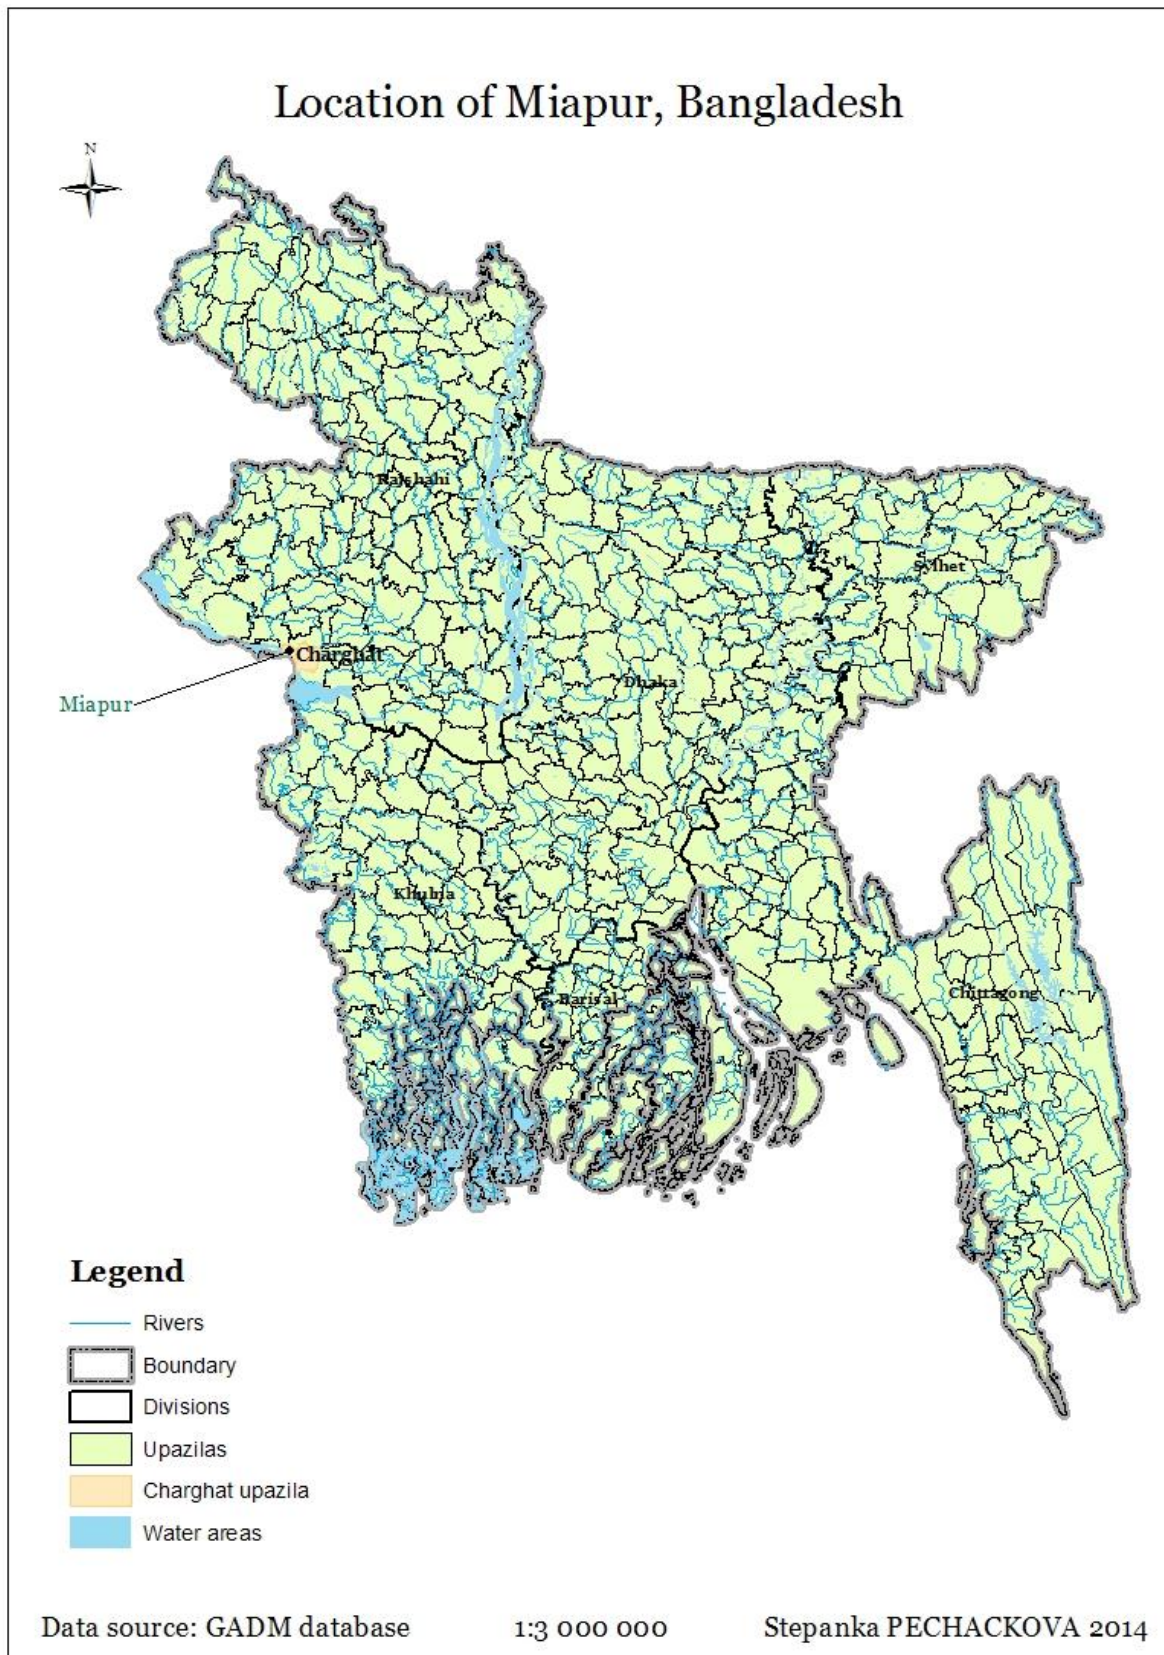 Location of Miapur, Bangladesh
N
Rajshahi
Sylhet
Charghat
Dhaka
Miapur
Khulna
Barisal
Chittagong
Legend
Rivers
Boundary
Divisions
Upazilas
Charghat upazila
Water areas
Data source: GADM database 1:3 000 000 Stepanka PECHACKOVA 2014